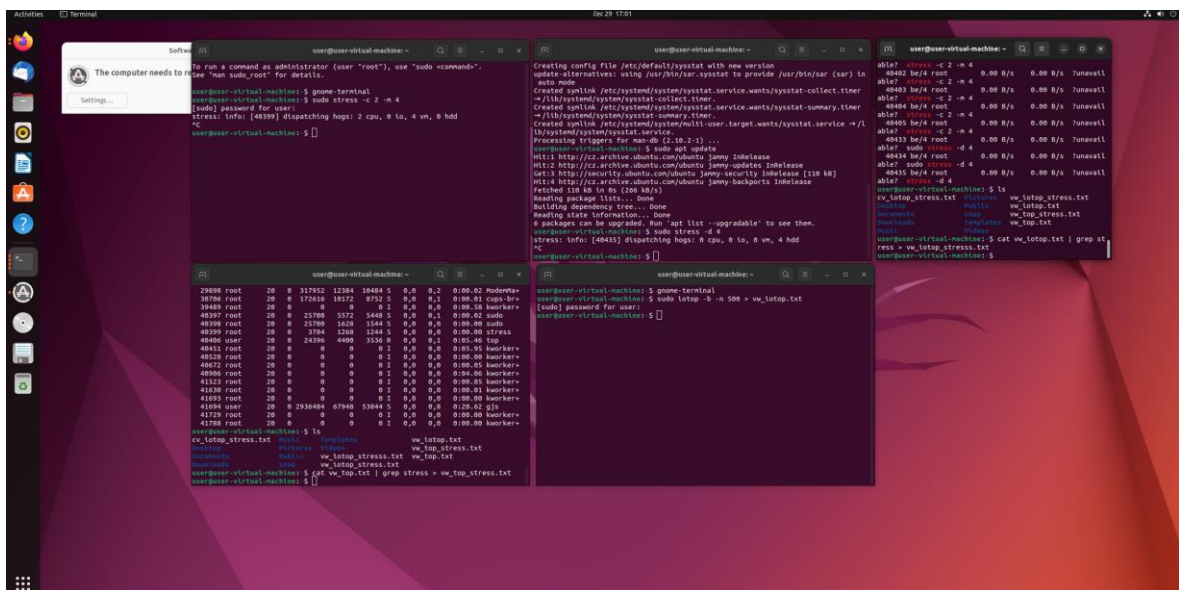 Activities
Terminal
čec 29 17:01
Softwa
The computer needs to re
Settings...
user@user-virtual-machine: ~
To run a command as administrator (user "root"), use "sudo <command>".
See "man sudo_root" for details.
user@user-virtual-machine:~$ gnome-terminal
user@user-virtual-machine:~$ sudo stress -c 2 -m 4
[sudo] password for user:
stress: info: [40399] dispatching hogs: 2 cpu, 0 io, 4 vm, 0 hdd
^C
user@user-virtual-machine:~$
user@user-virtual-machine: ~
Creating config file /etc/default/sysstat with new version
update-alternatives: using /usr/bin/sar.sysstat to provide /usr/bin/sar (sar) in
auto mode
Created symlink /etc/systemd/system/sysstat.service.wants/sysstat-collect.timer
→ /lib/systemd/system/sysstat-collect.timer.
Created symlink /etc/systemd/system/sysstat.service.wants/sysstat-summary.timer
→ /lib/systemd/system/sysstat-summary.timer.
Created symlink /etc/systemd/system/multi-user.target.wants/sysstat.service → /l
ib/systemd/system/sysstat.service.
Processing triggers for man-db (2.10.2-1) ...
user@user-virtual-machine:~$ sudo apt update
Hit:1 http://cz.archive.ubuntu.com/ubuntu jammy InRelease
Hit:2 http://cz.archive.ubuntu.com/ubuntu jammy-updates InRelease
Get:3 http://security.ubuntu.com/ubuntu jammy-security InRelease [110 kB]
Hit:4 http://cz.archive.ubuntu.com/ubuntu jammy-backports InRelease
Fetched 110 kB in 0s (266 kB/s)
Reading package lists... Done
Building dependency tree... Done
Reading state information... Done
6 packages can be upgraded. Run 'apt list --upgradable' to see them.
user@user-virtual-machine:~$ sudo stress -d 4
stress: info: [40435] dispatching hogs: 0 cpu, 0 io, 0 vm, 4 hdd
^C
user@user-virtual-machine:~$
user@user-virtual-machine: ~
able? stress -c 2 -m 4
40402 be/4 root 0.00 B/s 0.00 B/s ?unavail
able? stress -c 2 -m 4
40403 be/4 root 0.00 B/s 0.00 B/s ?unavail
able? stress -c 2 -m 4
40404 be/4 root 0.00 B/s 0.00 B/s ?unavail
able? stress -c 2 -m 4
40405 be/4 root 0.00 B/s 0.00 B/s ?unavail
able? stress -c 2 -m 4
40433 be/4 root 0.00 B/s 0.00 B/s ?unavail
able? sudo stress -d 4
40434 be/4 root 0.00 B/s 0.00 B/s ?unavail
able? sudo stress -d 4
40435 be/4 root 0.00 B/s 0.00 B/s ?unavail
able? stress -d 4
user@user-virtual-machine:~$ ls
cv_iotop_stress.txt Pictures vw_iotop_stress.txt
Desktop Public vw_iotop.txt
Documents snap vw_top_stress.txt
Downloads Templates vw_top.txt
Music Videos
user@user-virtual-machine:~$ cat vw_iotop.txt | grep st
ress > vw_iotop_stresss.txt
user@user-virtual-machine:~$
user@user-virtual-machine: ~
29898 root 20 0 317952 12304 10484 S 0,0 0,2 0:00.02 ModemMa+
30706 root 20 0 172616 10172 8752 S 0,0 0,1 0:00.01 cups-br+
39489 root 20 0 0 0 0 I 0,0 0,0 0:00.58 kworker+
40397 root 20 0 25700 5572 5448 S 0,0 0,1 0:00.02 sudo
40398 root 20 0 25700 1628 1544 S 0,0 0,0 0:00.00 sudo
40399 root 20 0 3704 1268 1244 S 0,0 0,0 0:00.00 stress
40406 user 20 0 24396 4400 3536 R 0,0 0,1 0:05.46 top
40451 root 20 0 0 0 0 I 0,0 0,0 0:05.95 kworker+
40528 root 20 0 0 0 0 I 0,0 0,0 0:00.00 kworker+
40672 root 20 0 0 0 0 I 0,0 0,0 0:00.05 kworker+
40906 root 20 0 0 0 0 I 0,0 0,0 0:04.06 kworker+
41523 root 20 0 0 0 0 I 0,0 0,0 0:00.85 kworker+
41630 root 20 0 0 0 0 I 0,0 0,0 0:00.01 kworker+
41693 root 20 0 0 0 0 I 0,0 0,0 0:00.00 kworker+
41694 user 20 0 2936484 67948 53044 S 0,0 0,8 0:20.62 gjs
41729 root 20 0 0 0 0 I 0,0 0,0 0:00.00 kworker+
41788 root 20 0 0 0 0 I 0,0 0,0 0:00.00 kworker+
user@user-virtual-machine:~$ ls
cv_iotop_stress.txt Music Templates vw_iotop.txt
Desktop Pictures Videos vw_top_stress.txt
Documents Public vw_iotop_stresss.txt vw_top.txt
Downloads snap vw_iotop_stress.txt
user@user-virtual-machine:~$ cat vw_top.txt | grep stress > vw_top_stress.txt
user@user-virtual-machine:~$
user@user-virtual-machine: ~
user@user-virtual-machine:~$ gnome-terminal
user@user-virtual-machine:~$ sudo iotop -b -n 500 > vw_iotop.txt
[sudo] password for user:
user@user-virtual-machine:~$